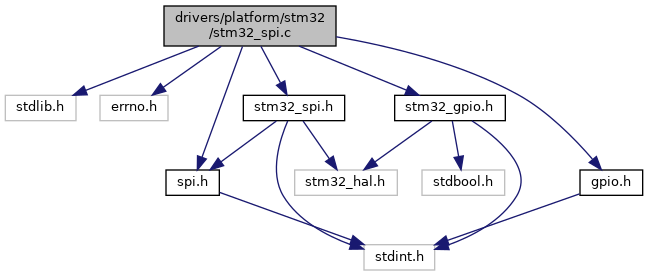 drivers/platform/stm32
/stm32_spi.c
stdlib.h
errno.h
stm32_spi.h
stm32_gpio.h
spi.h
stm32_hal.h
stdbool.h
gpio.h
stdint.h